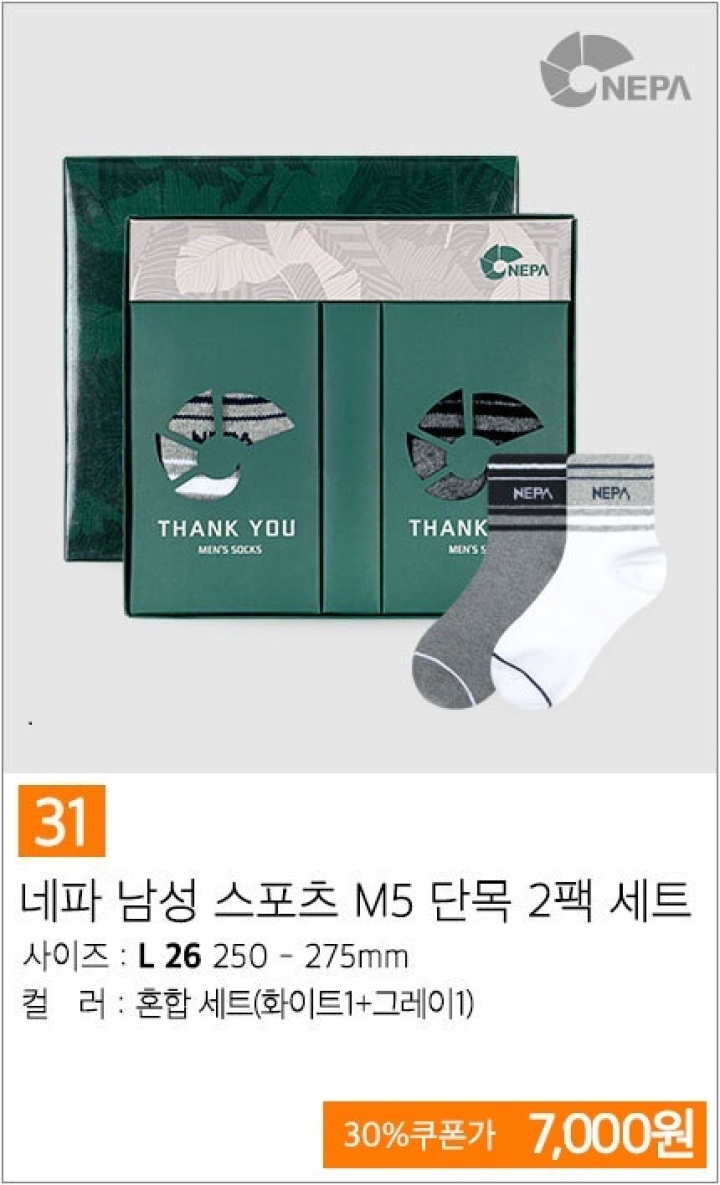 NEPA
NEPA
THANK YOU
MEN'S SOCKS
THANK
MEN'S S
NEPA
NEPA
31
네파 남성 스포츠 M5 단목 2팩 세트
사이즈 : L 26 250 - 275mm
컬 러 : 혼합 세트(화이트1+그레이1)
30%쿠폰가 7,000원